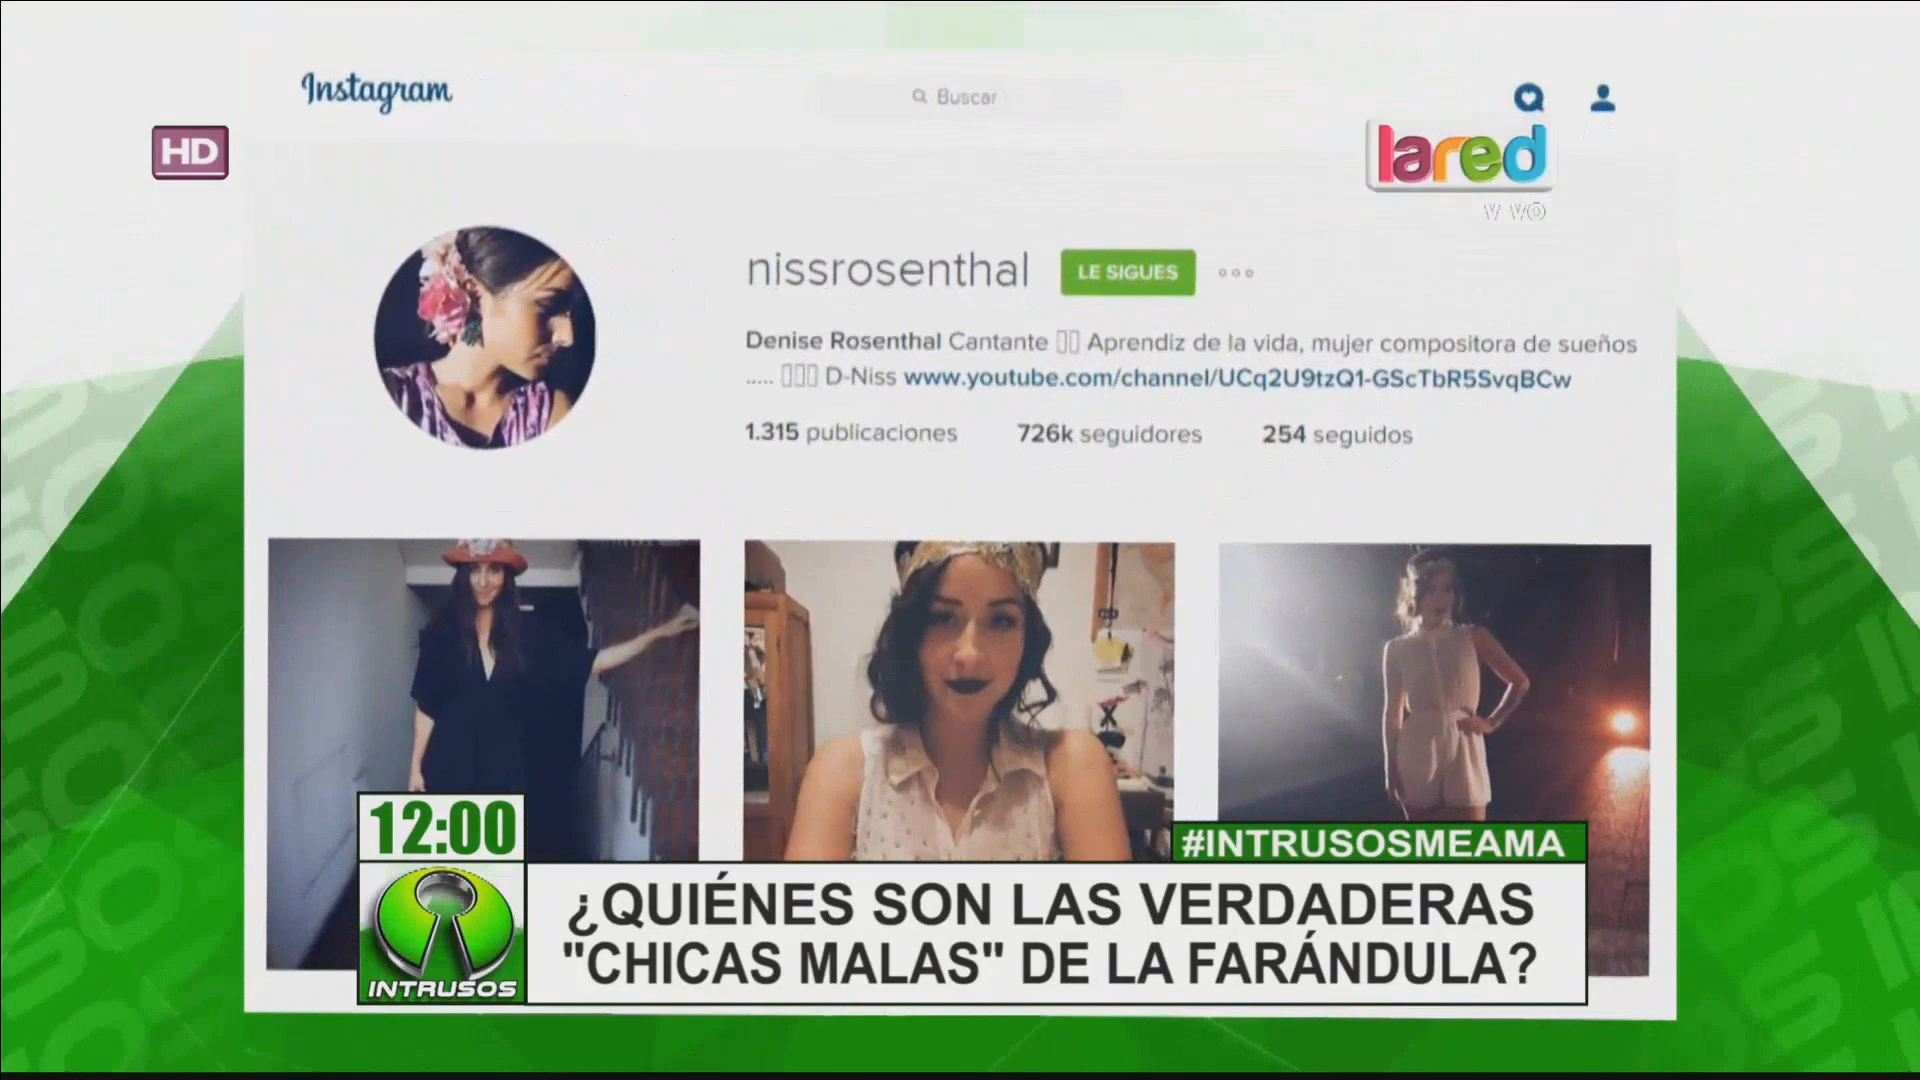 Instagram
Buscar
HD
lared
VIVO
nissrosenthal
LE SIGUES
Denise Rosenthal Cantante Aprendiz de la vida, mujer compositora de sueños
..... D-Niss www.youtube.com/channel/UCq2U9tzQ1-GScTbR5SvqBCw
1.315 publicaciones 726k seguidores 254 seguidos
12:00
#INTRUSOSMEAMA
¿QUIÉNES SON LAS VERDADERAS
"CHICAS MALAS" DE LA FARÁNDULA?
INTRUSOS